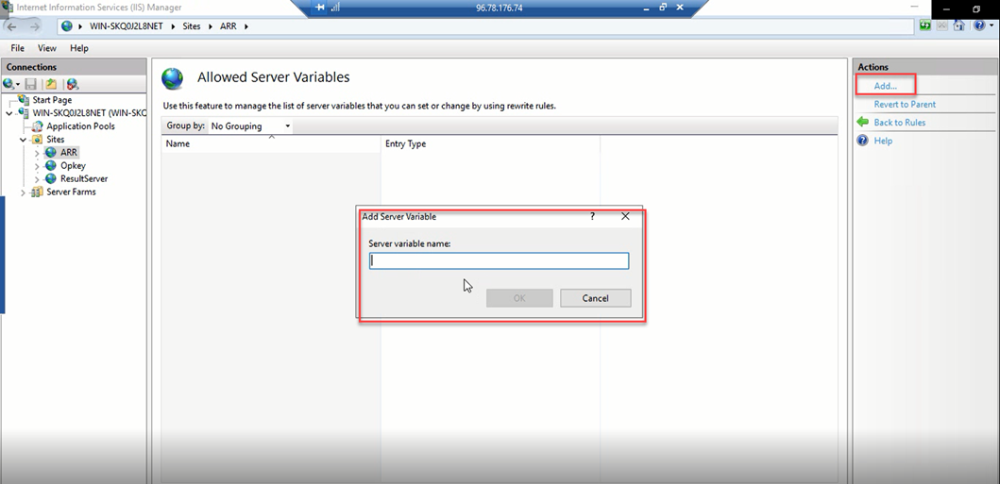 Internet Information Services (IIS) Manager
96.78.176.74
WIN-SKQ0J2L8NET
Sites
ARR
File View Help
Connections
Start Page
WIN-SKQ0J2L8NET (WIN-SKQ
Application Pools
Sites
ARR
Opkey
ResultServer
Server Farms
Allowed Server Variables
Use this feature to manage the list of server variables that you can set or change by using rewrite rules.
Group by: No Grouping
Name Entry Type
Add Server Variable ?
Server variable name:
OK Cancel
Actions
Add...
Revert to Parent
Back to Rules
Help